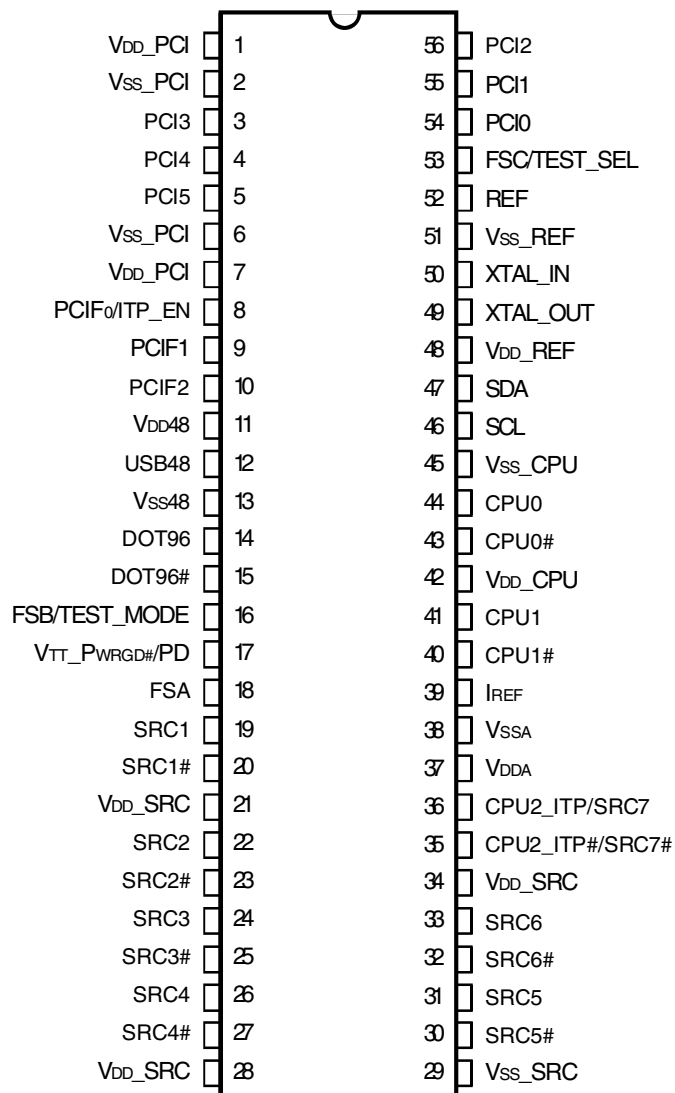 VDD_PCI 1 56 PCI2
VSS_PCI 2 55 PCI1
PCI3 3 54 PCI0
PCI4 4 53 FSC/TEST_SEL
PCI5 5 52 REF
VSS_PCI 6 51 VSS_REF
VDD_PCI 7 50 XTAL_IN
PCIF0/ITP_EN 8 49 XTAL_OUT
PCIF1 9 48 VDD_REF
PCIF2 10 47 SDA
VDD48 11 46 SCL
USB48 12 45 VSS_CPU
VSS48 13 44 CPU0
DOT96 14 43 CPU0#
DOT96# 15 42 VDD_CPU
FSB/TEST_MODE 16 41 CPU1
VTT_PWRGD#/PD 17 40 CPU1#
FSA 18 39 IREF
SRC1 19 38 VSSA
SRC1# 20 37 VDDA
VDD_SRC 21 36 CPU2_ITP/SRC7
SRC2 22 35 CPU2_ITP#/SRC7#
SRC2# 23 34 VDD_SRC
SRC3 24 33 SRC6
SRC3# 25 32 SRC6#
SRC4 26 31 SRC5
SRC4# 27 30 SRC5#
VDD_SRC 28 29 VSS_SRC